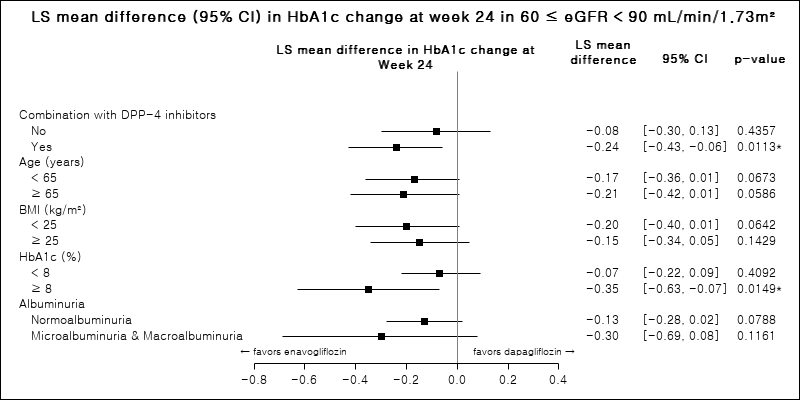 LS mean difference (95% CI) in HbA1c change at week 24 in 60 ≤ eGFR < 90 mL/min/1.73m²
LS mean difference in HbA1c change at Week 24 LS mean difference 95% CI p-value
Combination with DPP-4 inhibitors
No −0.08 [−0.30, 0.13] 0.4357
Yes −0.24 [−0.43, −0.06] 0.0113*
Age (years)
< 65 −0.17 [−0.36, 0.01] 0.0673
≥ 65 −0.21 [−0.42, 0.01] 0.0586
BMI (kg/m²)
< 25 −0.20 [−0.40, 0.01] 0.0642
≥ 25 −0.15 [−0.34, 0.05] 0.1429
HbA1c (%)
< 8 −0.07 [−0.22, 0.09] 0.4092
≥ 8 −0.35 [−0.63, −0.07] 0.0149*
Albuminuria
Normoalbuminuria −0.13 [−0.28, 0.02] 0.0788
Microalbuminuria & Macroalbuminuria −0.30 [−0.69, 0.08] 0.1161
← favors enavogliflozin favors dapagliflozin →
−0.8 −0.6 −0.4 −0.2 0.0 0.2 0.4